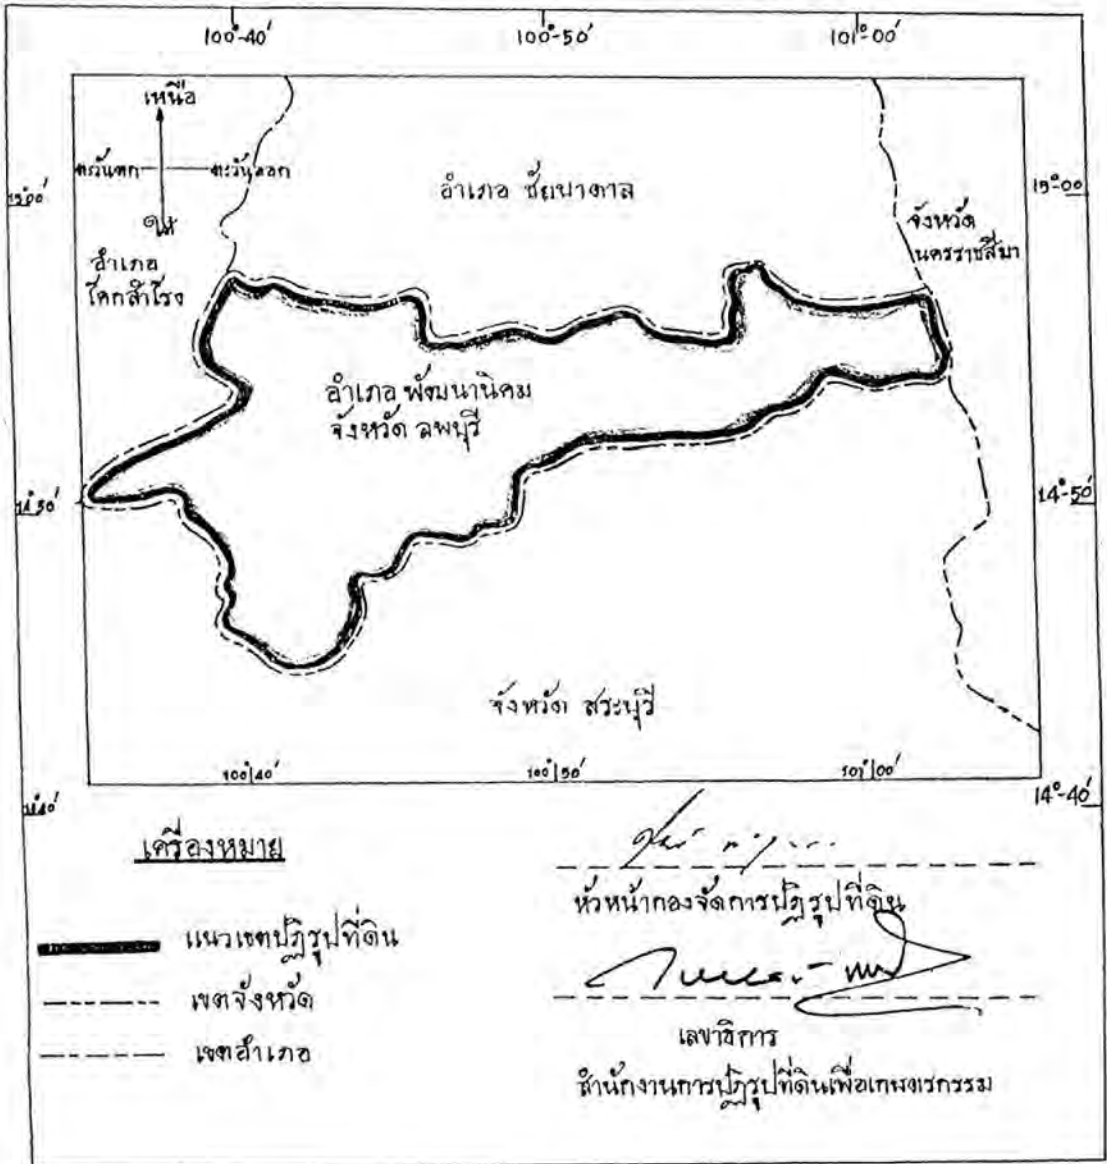 100°-40′ 100°-50′ 101°-00′
เหนือ
ตะวันตก ตะวันออก
ใต้
อำเภอ ชัยบาดาล
15°00′ 15°-00′
จังหวัด
นครราชสีมา
อำเภอ
โคกสำโรง
อำเภอ พัฒนานิคม
จังหวัด ลพบุรี
14°50′ 14°-50′
จังหวัด สระบุรี
100°40′ 100°50′ 101°00′
14°40′ 14°-40′
เครื่องหมาย
หัวหน้ากองจัดการปฏิรูปที่ดิน
แนวเขตปฏิรูปที่ดิน
เขตจังหวัด
เขตอำเภอ
เลขาธิการ
สำนักงานการปฏิรูปที่ดินเพื่อเกษตรกรรม